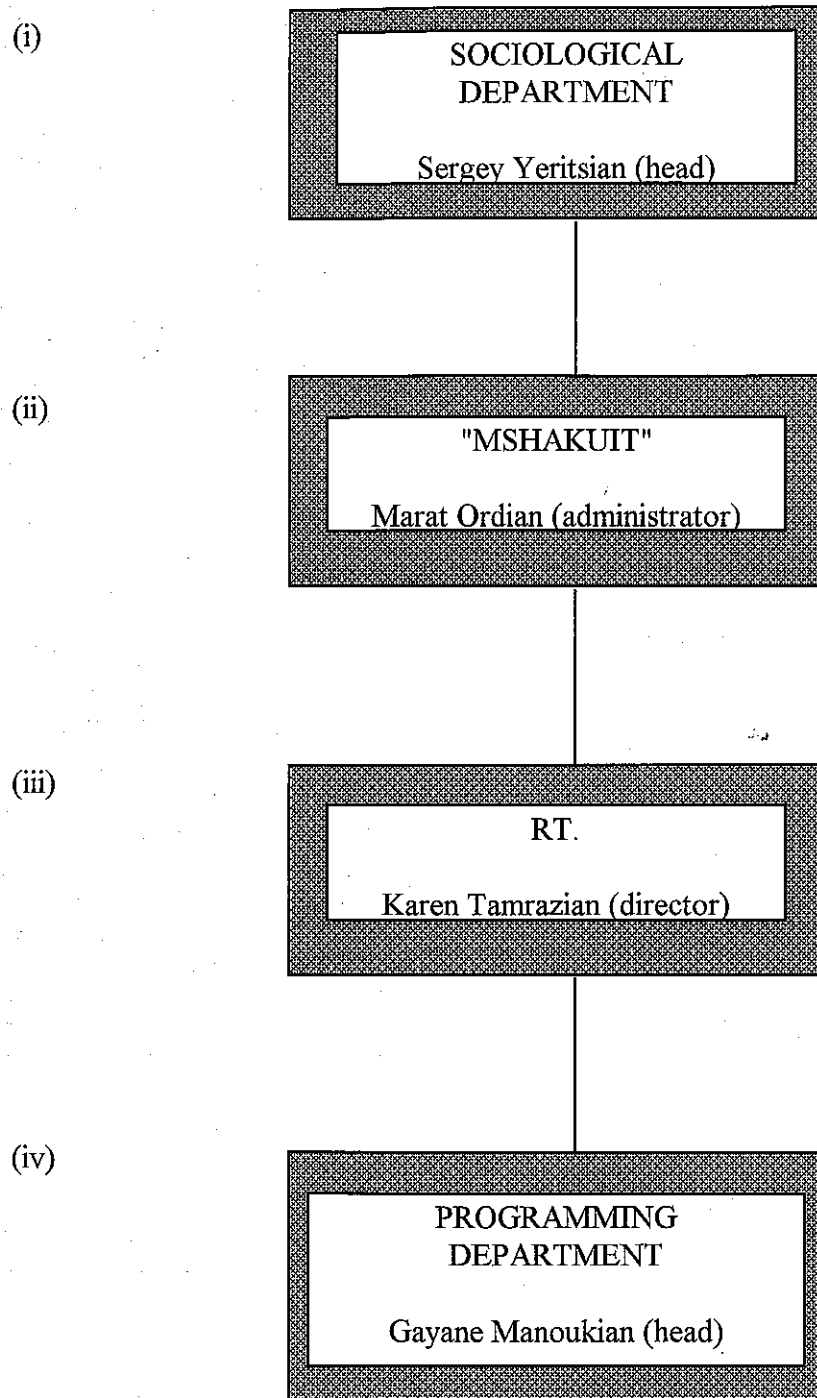 (i)
SOCIOLOGICAL
DEPARTMENT
Sergey Yeritsian (head)
(ii)
"MSHAKUIT"
Marat Ordian (administrator)
(iii)
RT.
Karen Tamrazian (director)
(iv)
PROGRAMMING
DEPARTMENT
Gayane Manoukian (head)